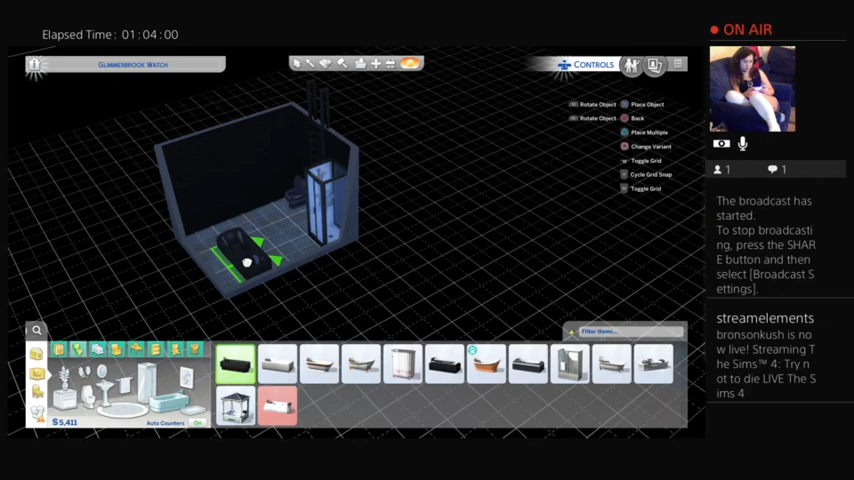 Elapsed Time: 01:04:00
ON AIR
GLIMMERBROOK WATCH
CONTROLS
Rotate Object
Place Object
Rotate Object
Back
Place Multiple
Change Variant
Toggle Grid
Cycle Grid Snap
Toggle Grid
1
1
The broadcast has
started.
To stop broadcasti
ng, press the SHAR
E button and then
select [Broadcast S
ettings].
streamelements
bronsonkush is no
w live! Streaming T
he Sims™ 4: Try n
ot to die LIVE The S
ims 4
Filter Items...
$5,411
Auto Counters
On